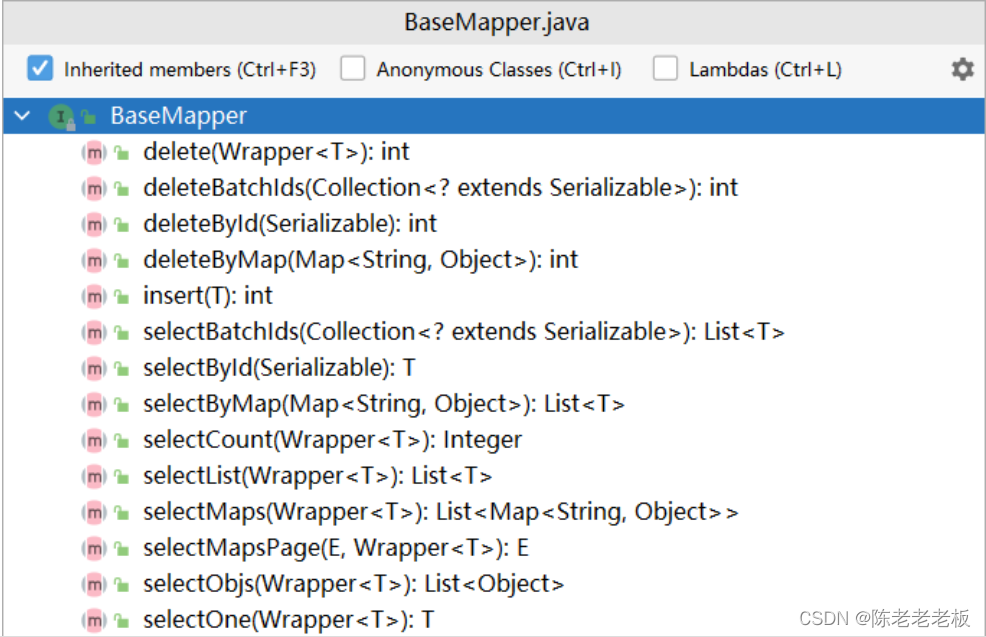 BaseMapper.java
Inherited members (Ctrl+F3) Anonymous Classes (Ctrl+I) Lambdas (Ctrl+L)
BaseMapper
delete(Wrapper<T>): int
deleteBatchIds(Collection<? extends Serializable>): int
deleteById(Serializable): int
deleteByMap(Map<String, Object>): int
insert(T): int
selectBatchIds(Collection<? extends Serializable>): List<T>
selectById(Serializable): T
selectByMap(Map<String, Object>): List<T>
selectCount(Wrapper<T>): Integer
selectList(Wrapper<T>): List<T>
selectMaps(Wrapper<T>): List<Map<String, Object>>
selectMapsPage(E, Wrapper<T>): E
selectObjs(Wrapper<T>): List<Object>
selectOne(Wrapper<T>): T
CSDN @陈老老老板